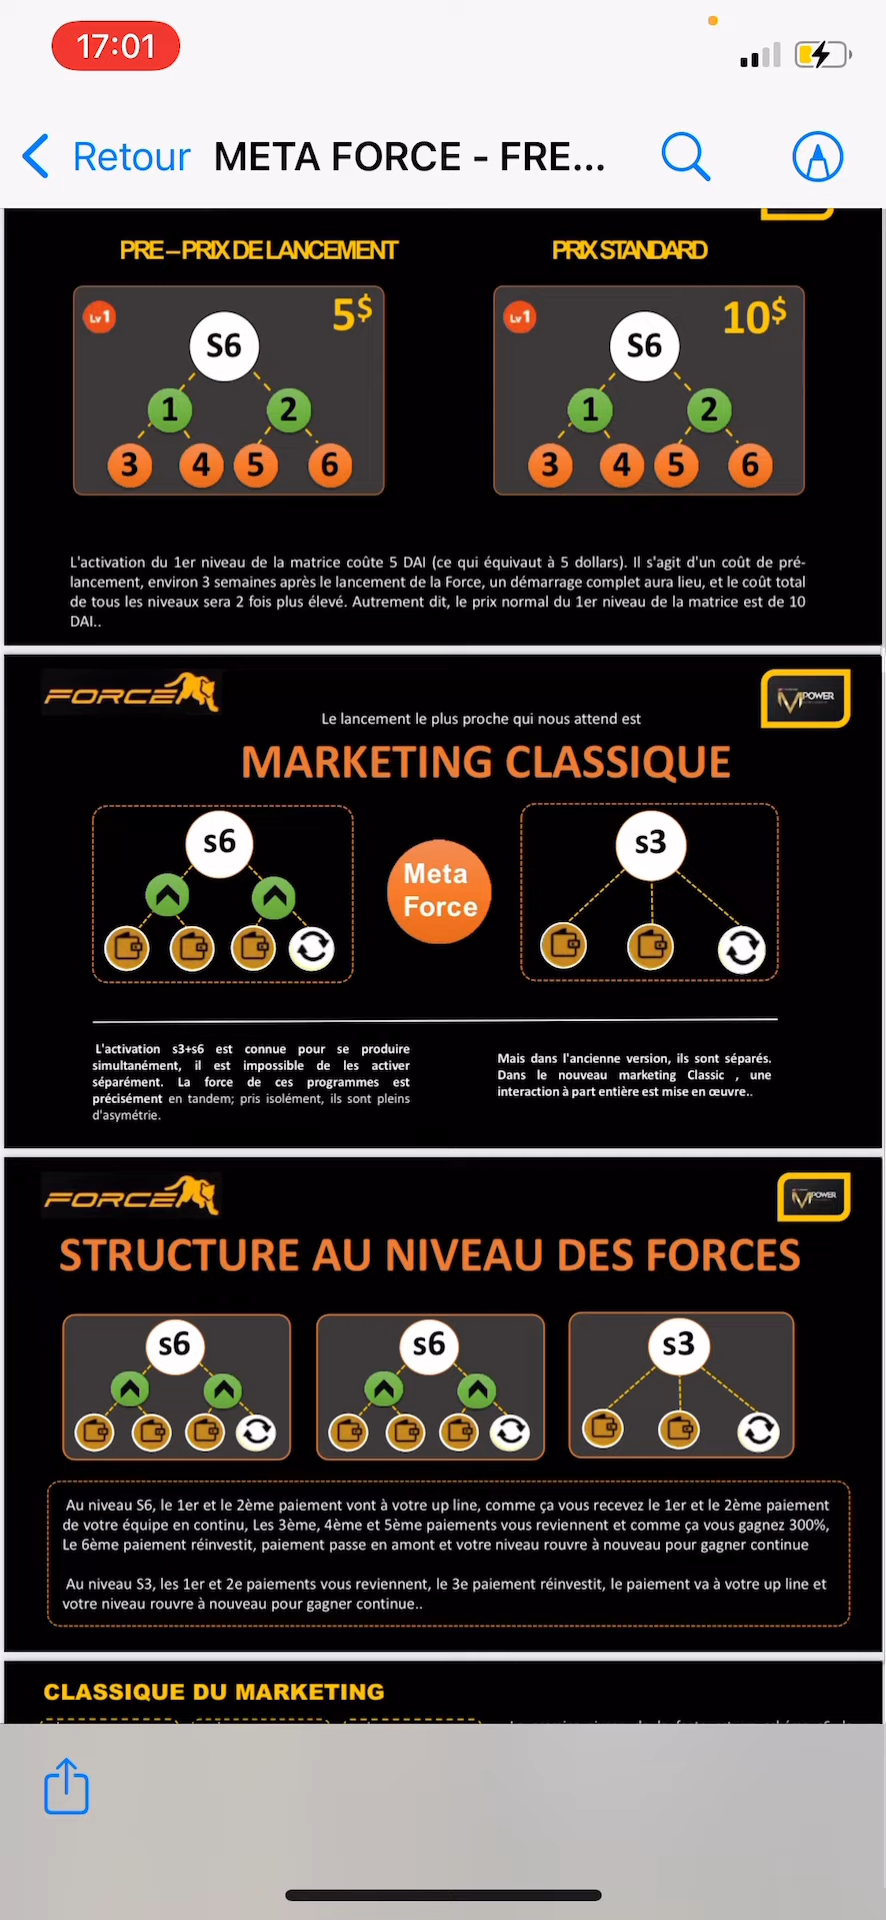 17:01
Retour META FORCE - FRE...
PRE – PRIX DE LANCEMENT
PRIX STANDARD
Lv1 5$
S6
1 2
3 4 5 6
Lv1 10$
S6
1 2
3 4 5 6
L'activation du 1er niveau de la matrice coûte 5 DAI (ce qui équivaut à 5 dollars). Il s'agit d'un coût de pré-
lancement, environ 3 semaines après le lancement de la Force, un démarrage complet aura lieu, et le coût total
de tous les niveaux sera 2 fois plus élevé. Autrement dit, le prix normal du 1er niveau de la matrice est de 10
DAI..
FORCE
POWER
Le lancement le plus proche qui nous attend est
MARKETING CLASSIQUE
s6
Meta
Force
s3
L'activation s3+s6 est connue pour se produire
simultanément, il est impossible de les activer
séparément. La force de ces programmes est
précisément en tandem; pris isolément, ils sont pleins
d'asymétrie.
Mais dans l'ancienne version, ils sont séparés.
Dans le nouveau marketing Classic , une
interaction à part entière est mise en œuvre..
FORCE
POWER
STRUCTURE AU NIVEAU DES FORCES
s6
s6
s3
Au niveau S6, le 1er et le 2ème paiement vont à votre up line, comme ça vous recevez le 1er et le 2ème paiement
de votre équipe en continu, Les 3ème, 4ème et 5ème paiements vous reviennent et comme ça vous gagnez 300%,
Le 6ème paiement réinvestit, paiement passe en amont et votre niveau rouvre à nouveau pour gagner continue
Au niveau S3, les 1er et 2e paiements vous reviennent, le 3e paiement réinvestit, le paiement va à votre up line et
votre niveau rouvre à nouveau pour gagner continue..
CLASSIQUE DU MARKETING